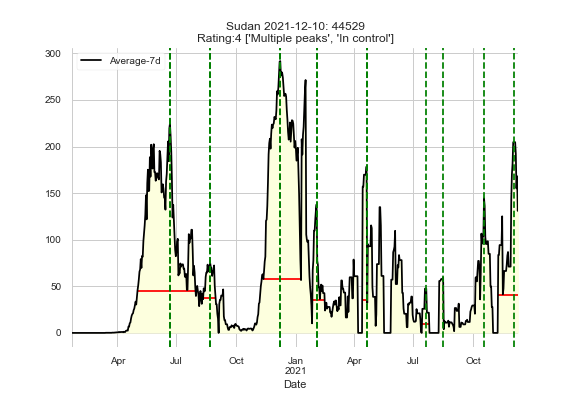 Sudan 2021-12-10: 44529
Rating:4 ['Multiple peaks', 'In control']
Average-7d
300
250
200
150
100
50
0
Apr Jul Oct Jan Apr Jul Oct
2021
Date